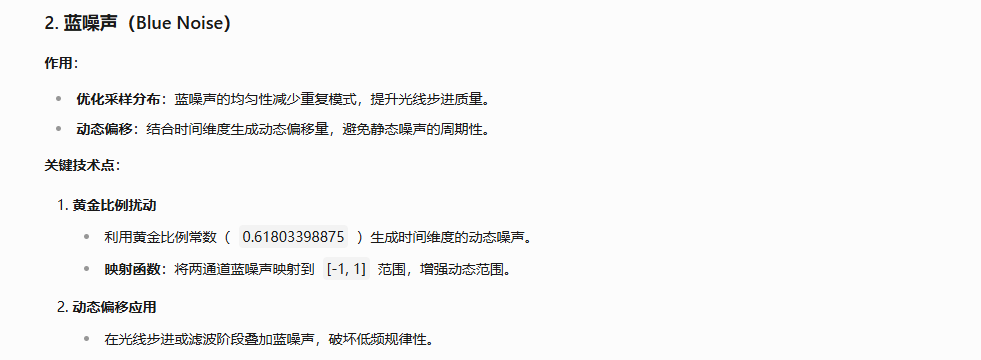 2. 蓝噪声（Blue Noise）
作用：
• 优化采样分布：蓝噪声的均匀性减少重复模式，提升光线步进质量。
• 动态偏移：结合时间维度生成动态偏移量，避免静态噪声的周期性。
关键技术点：
1. 黄金比例扰动
• 利用黄金比例常数（ 0.61803398875 ）生成时间维度的动态噪声。
• 映射函数：将两通道蓝噪声映射到 [-1, 1] 范围，增强动态范围。
2. 动态偏移应用
• 在光线步进或滤波阶段叠加蓝噪声，破坏低频规律性。